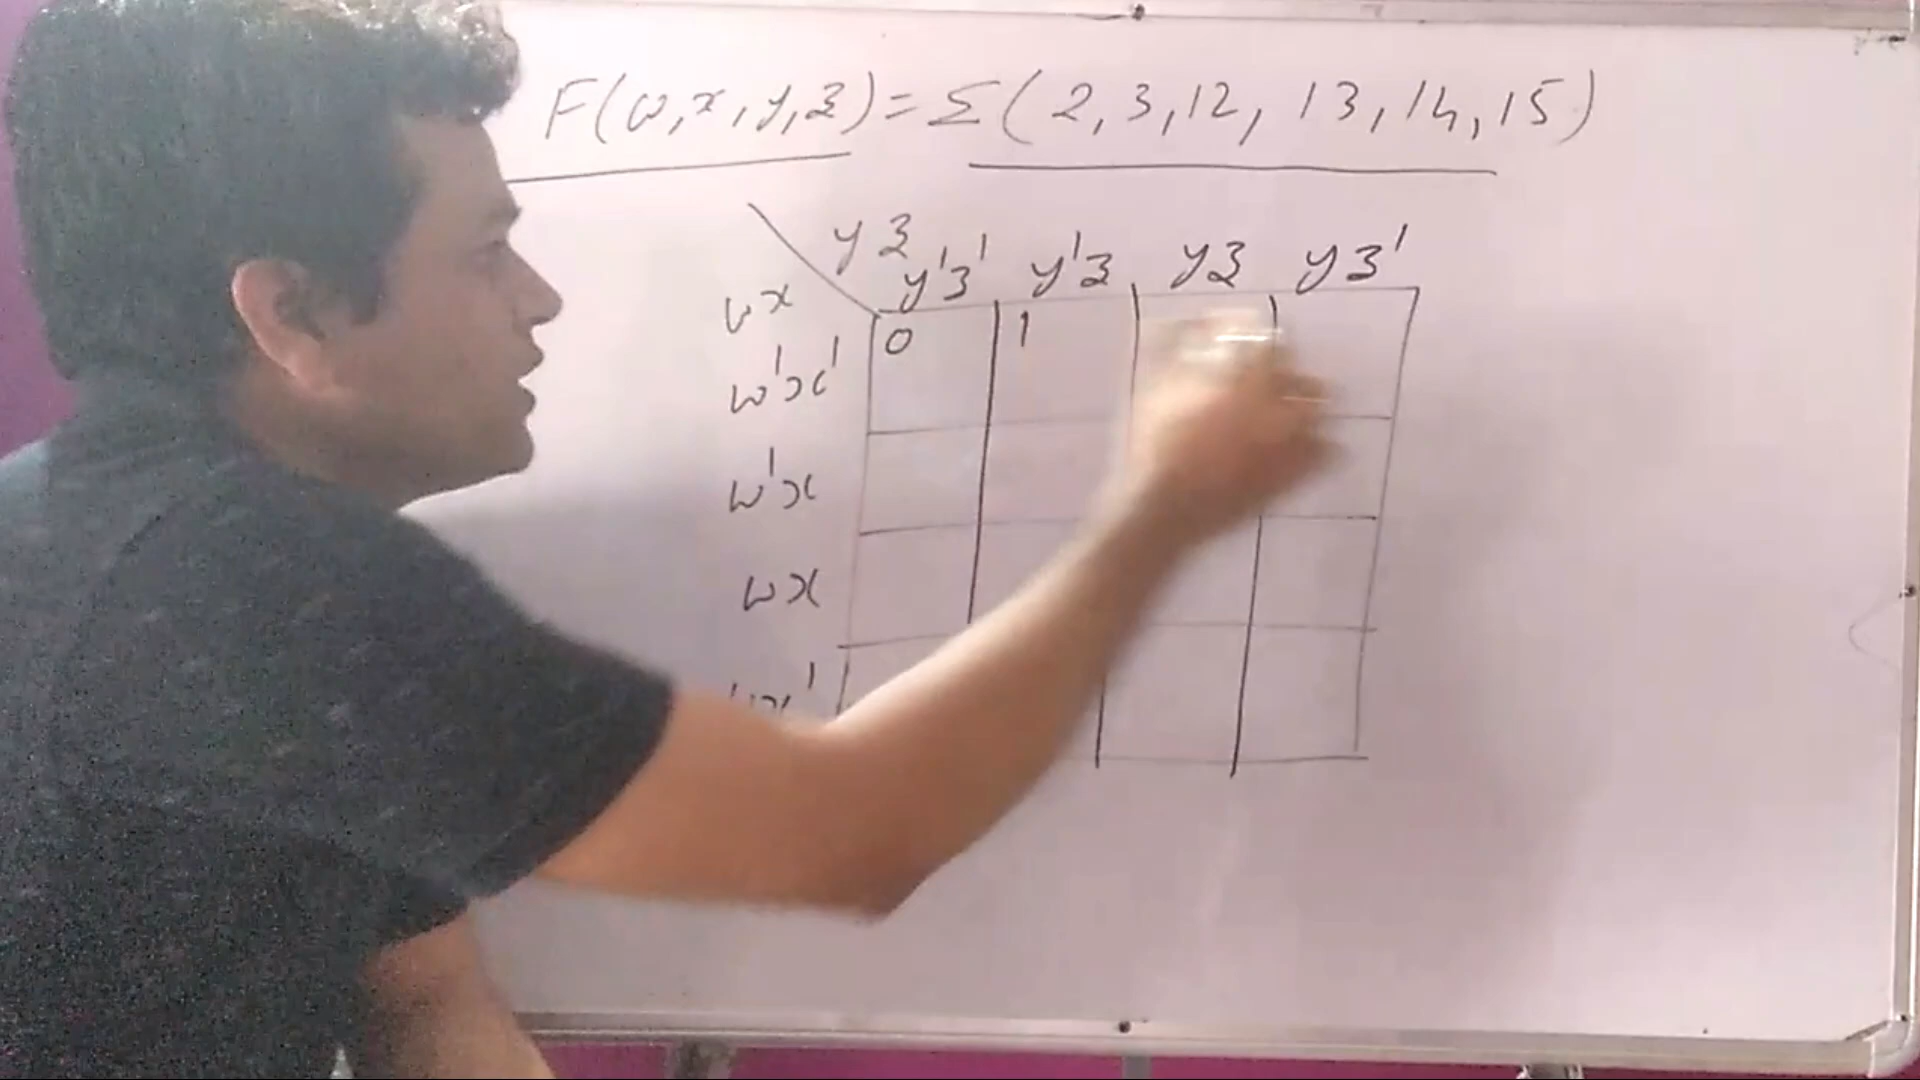 F(w,x,y,z)=Σ(2,3,12, 13,14,15)
yz
y'z' y'z yz yz'
wx
0 1
w'x'
w'x
wx